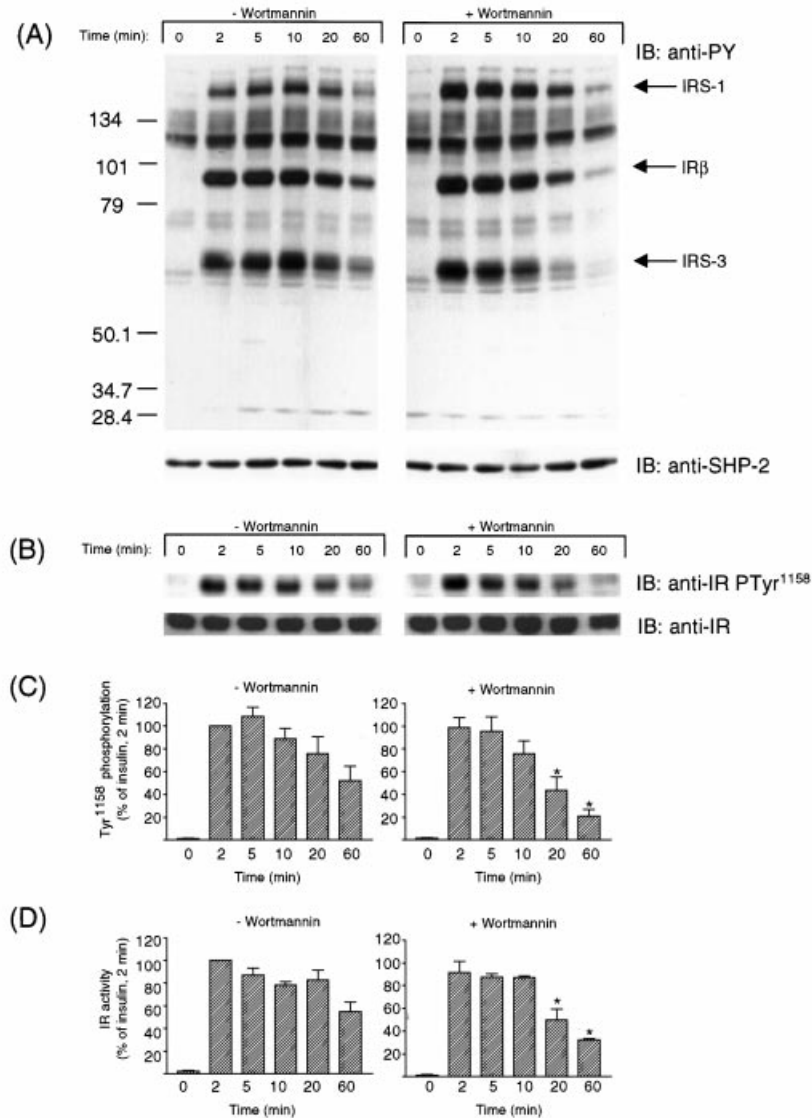 (A)
- Wortmannin
+ Wortmannin
Time (min): 0 2 5 10 20 60 0 2 5 10 20 60
IB: anti-PY
IRS-1
134
101
IRβ
79
IRS-3
50.1
34.7
28.4
IB: anti-SHP-2
(B)
- Wortmannin
+ Wortmannin
Time (min): 0 2 5 10 20 60 0 2 5 10 20 60
IB: anti-IR PTyr¹¹⁵⁸
IB: anti-IR
(C)
- Wortmannin
+ Wortmannin
Tyr¹¹⁵⁸ phosphorylation
(% of insulin, 2 min)
120
100
80
60
40
20
120
100
80
60
40
20
* *
0 2 5 10 20 60
0 2 5 10 20 60
Time (min)
Time (min)
(D)
- Wortmannin
+ Wortmannin
IR activity
(% of insulin, 2 min)
120
100
80
60
40
20
120
100
80
60
40
20
* *
0 2 5 10 20 60
0 2 5 10 20 60
Time (min)
Time (min)